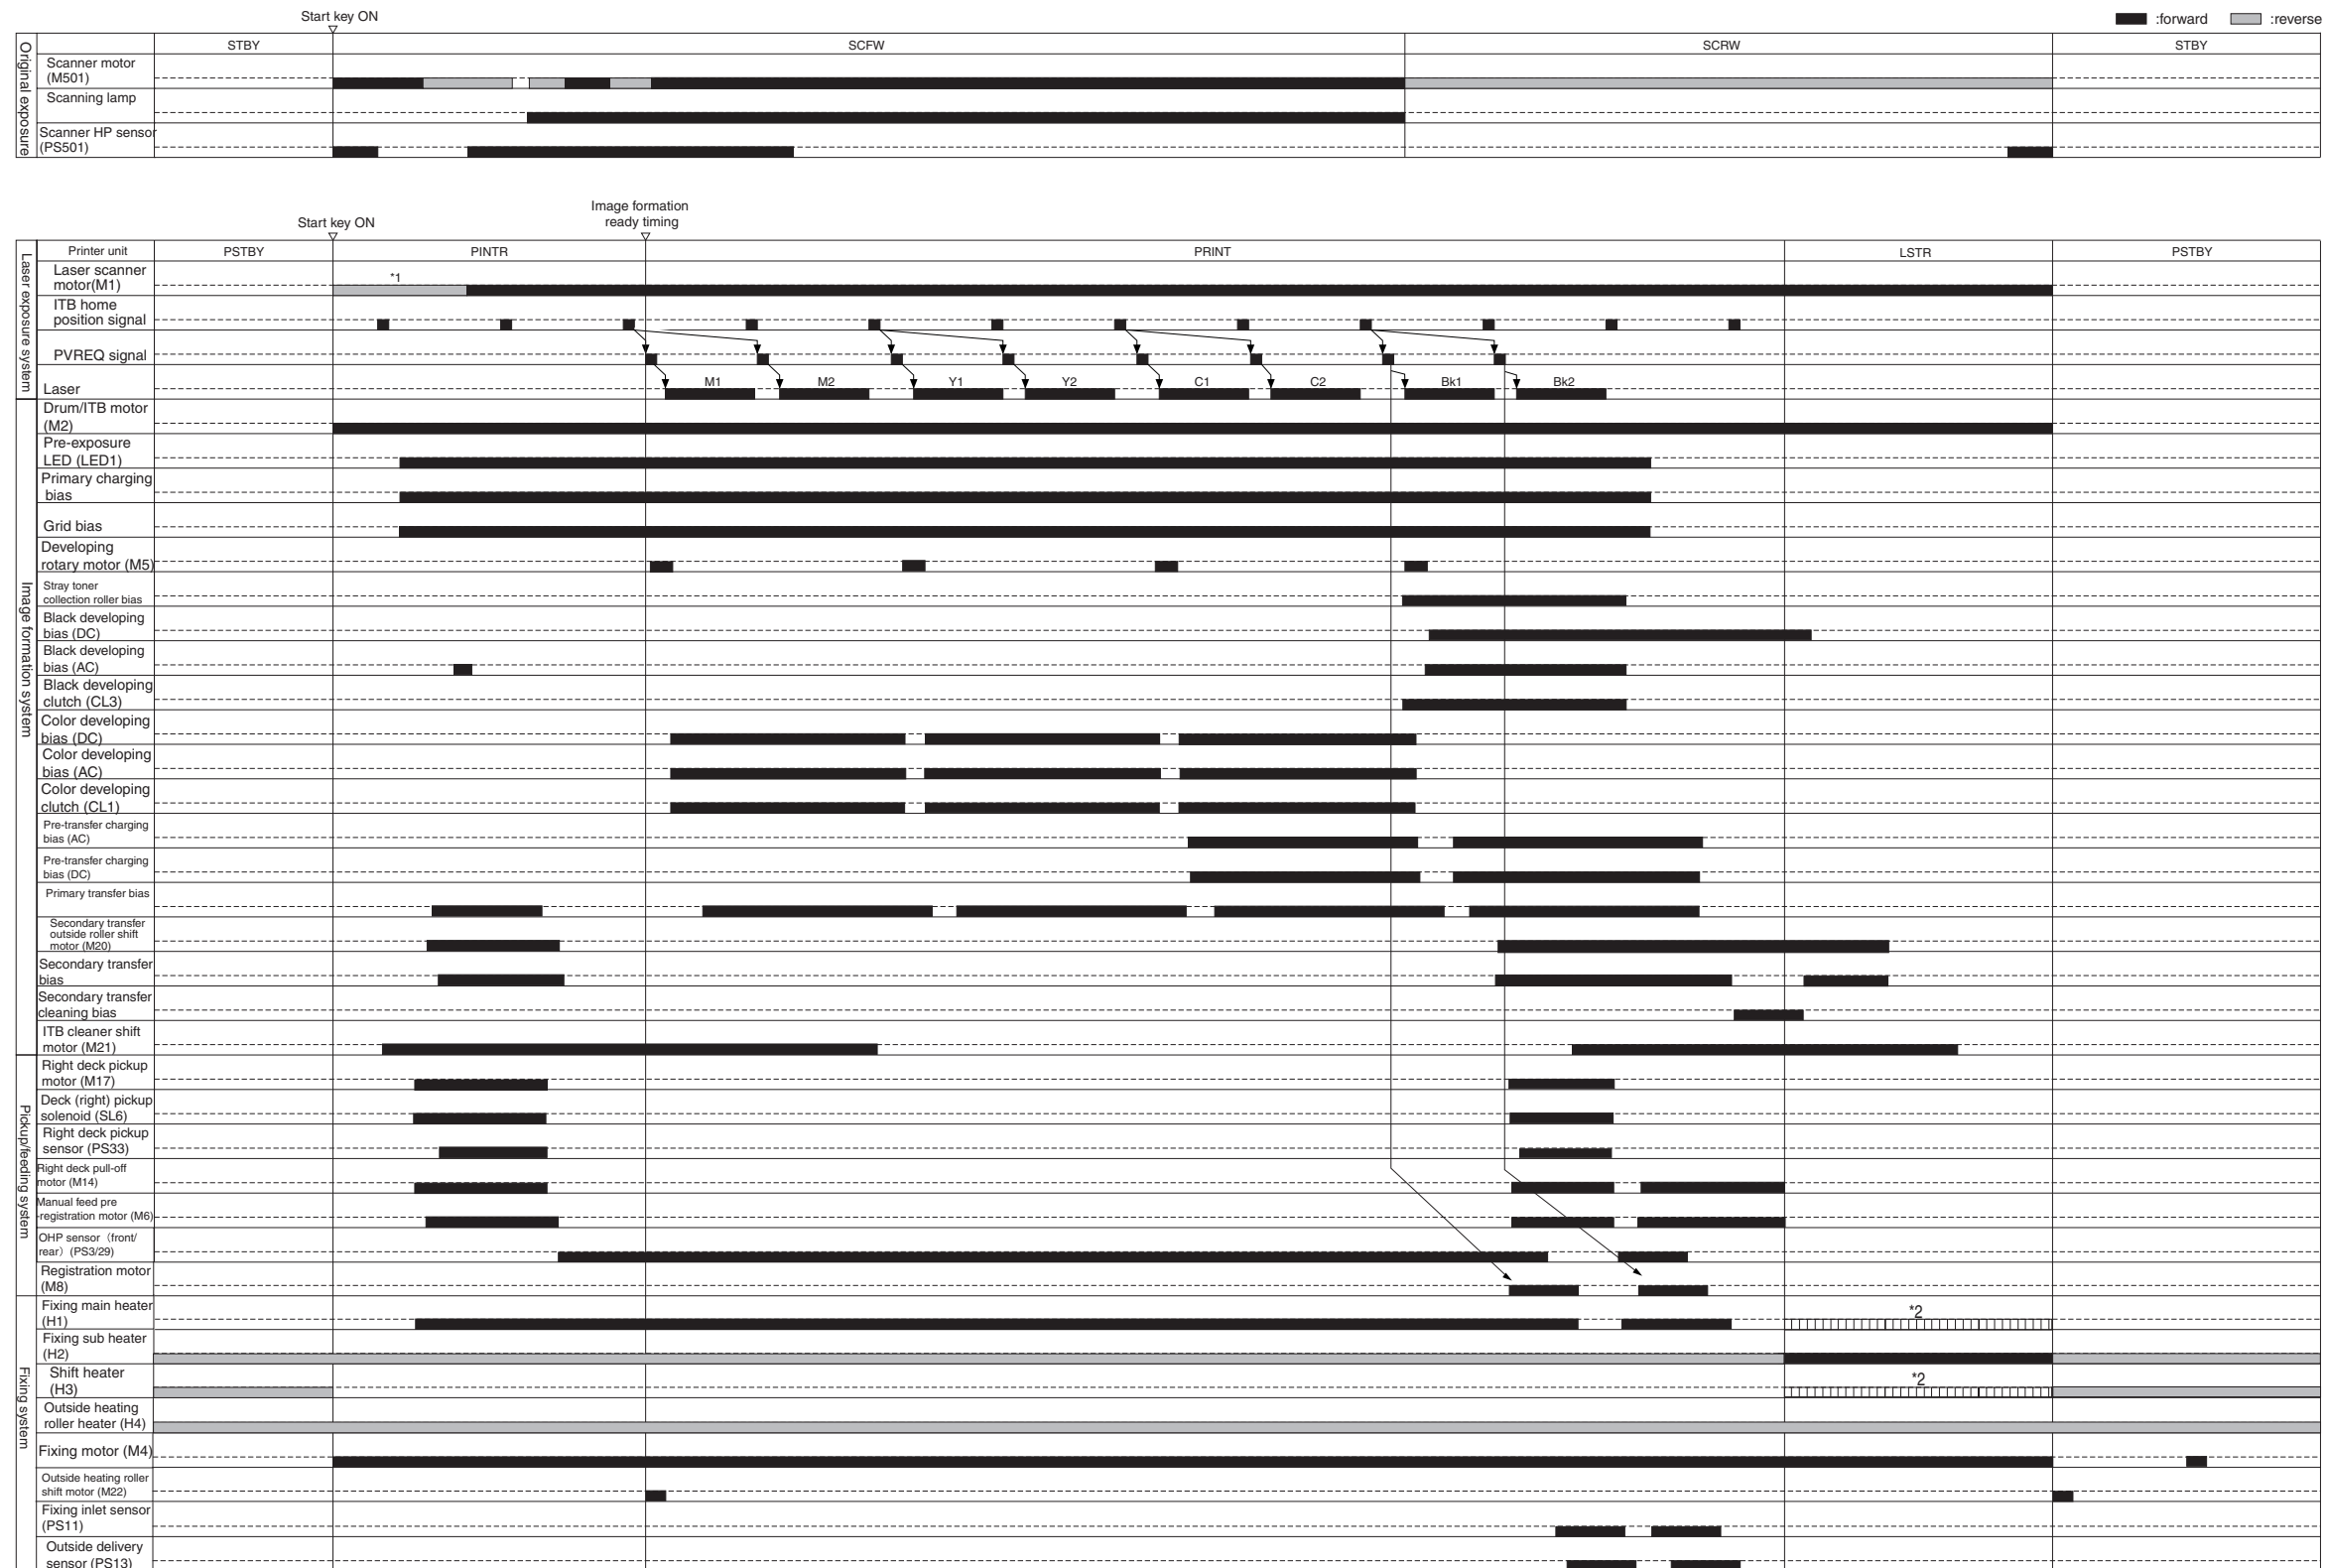 Start key ON
:forward :reverse
Original exposure
STBY SCFW SCRW STBY
Scanner motor
(M501)
Scanning lamp
Scanner HP sensor
(PS501)
Image formation
ready timing
Start key ON
Laser exposure system
Printer unit PSTBY PINTR PRINT LSTR PSTBY
Laser scanner
motor(M1)
*1
ITB home
position signal
PVREQ signal
Laser
M1 M2 Y1 Y2 C1 C2 Bk1 Bk2
Image formation system
Drum/ITB motor
(M2)
Pre-exposure
LED (LED1)
Primary charging
bias
Grid bias
Developing
rotary motor (M5)
Stray toner
collection roller bias
Black developing
bias (DC)
Black developing
bias (AC)
Black developing
clutch (CL3)
Color developing
bias (DC)
Color developing
bias (AC)
Color developing
clutch (CL1)
Pre-transfer charging
bias (AC)
Pre-transfer charging
bias (DC)
Primary transfer bias
Secondary transfer
outside roller shift
motor (M20)
Secondary transfer
bias
Secondary transfer
cleaning bias
ITB cleaner shift
motor (M21)
Pickup/feeding system
Right deck pickup
motor (M17)
Deck (right) pickup
solenoid (SL6)
Right deck pickup
sensor (PS33)
Right deck pull-off
motor (M14)
Manual feed pre
-registration motor (M6)
OHP sensor（front/
rear）(PS3/29)
Registration motor
(M8)
Fixing system
Fixing main heater
(H1)
*2
Fixing sub heater
(H2)
Shift heater
(H3)
*2
Outside heating
roller heater (H4)
Fixing motor (M4)
Outside heating roller
shift motor (M22)
Fixing inlet sensor
(PS11)
Outside delivery
sensor (PS13)